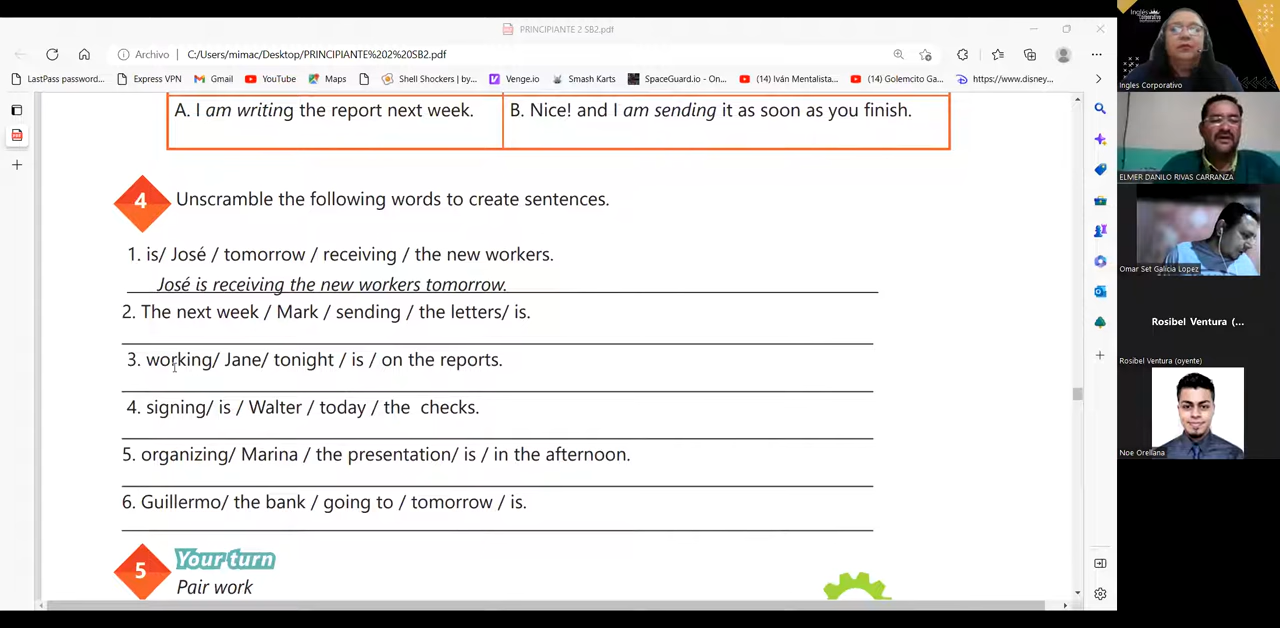 PRINCIPIANTE 2 SB2.pdf
Archivo
C:/Users/mimac/Desktop/PRINCIPIANTE%202%20SB2.pdf
LastPass password...
Express VPN
Gmail
YouTube
Maps
Shell Shockers | by...
Venge.io
Smash Karts
SpaceGuard.io - On...
(14) Iván Mentalista...
(14) Golemcito Ga...
https://www.disney...
A. I am writing the report next week.
B. Nice! and I am sending it as soon as you finish.
4 Unscramble the following words to create sentences.
1. is/ José / tomorrow / receiving / the new workers.
José is receiving the new workers tomorrow.
2. The next week / Mark / sending / the letters/ is.
3. working/ Jane/ tonight / is / on the reports.
4. signing/ is / Walter / today / the checks.
5. organizing/ Marina / the presentation/ is / in the afternoon.
6. Guillermo/ the bank / going to / tomorrow / is.
5 Your turn
Pair work
Inglés
Corporativo
Ingles Corporativo
ELMER DANILO RIVAS CARRANZA
Omar Set Galicia Lopez
Rosibel Ventura (...
Rosibel Ventura (oyente)
Noe Orellana